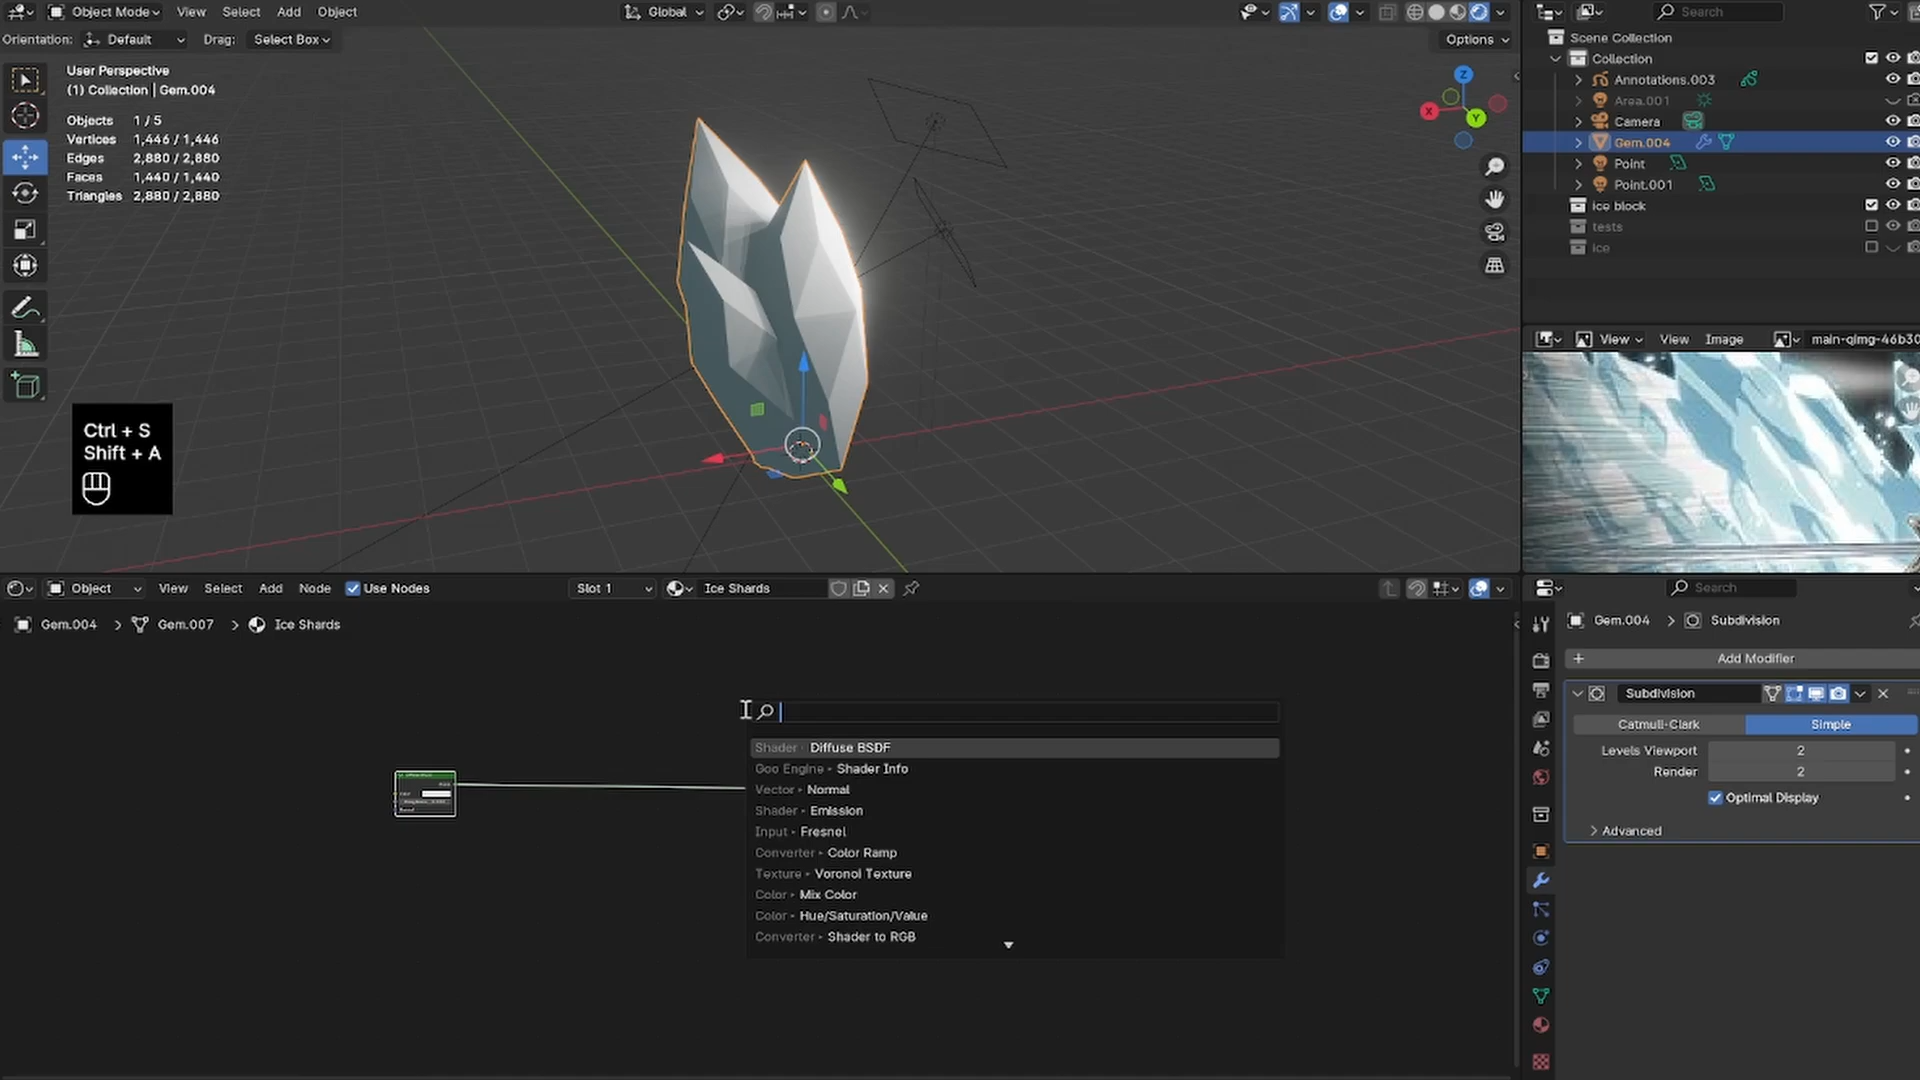 Object Mode View Select Add Object Global
Orientation: Default Drag: Select Box Options
User Perspective
(1) Collection | Gem.004
Objects 1 / 5
Vertices 1,446 / 1,446
Edges 2,880 / 2,880
Faces 1,440 / 1,440
Triangles 2,880 / 2,880
Z
X
Y
Ctrl + S
Shift + A
Search
Scene Collection
Collection
Annotations.003
Area.001
Camera
Gem.004
Point
Point.001
ice block
tests
ice
View View Image main-qimg-46b30
Object View Select Add Node Use Nodes Slot 1 Ice Shards
Gem.004 > Gem.007 > Ice Shards
Shader Diffuse BSDF
Goo Engine Shader Info
Vector Normal
Shader Emission
Input Fresnel
Converter Color Ramp
Texture Voronoi Texture
Color Mix Color
Color Hue/Saturation/Value
Converter Shader to RGB
Search
Gem.004 > Subdivision
+ Add Modifier
Subdivision
Catmull-Clark Simple
Levels Viewport 2
Render 2
Optimal Display
Advanced